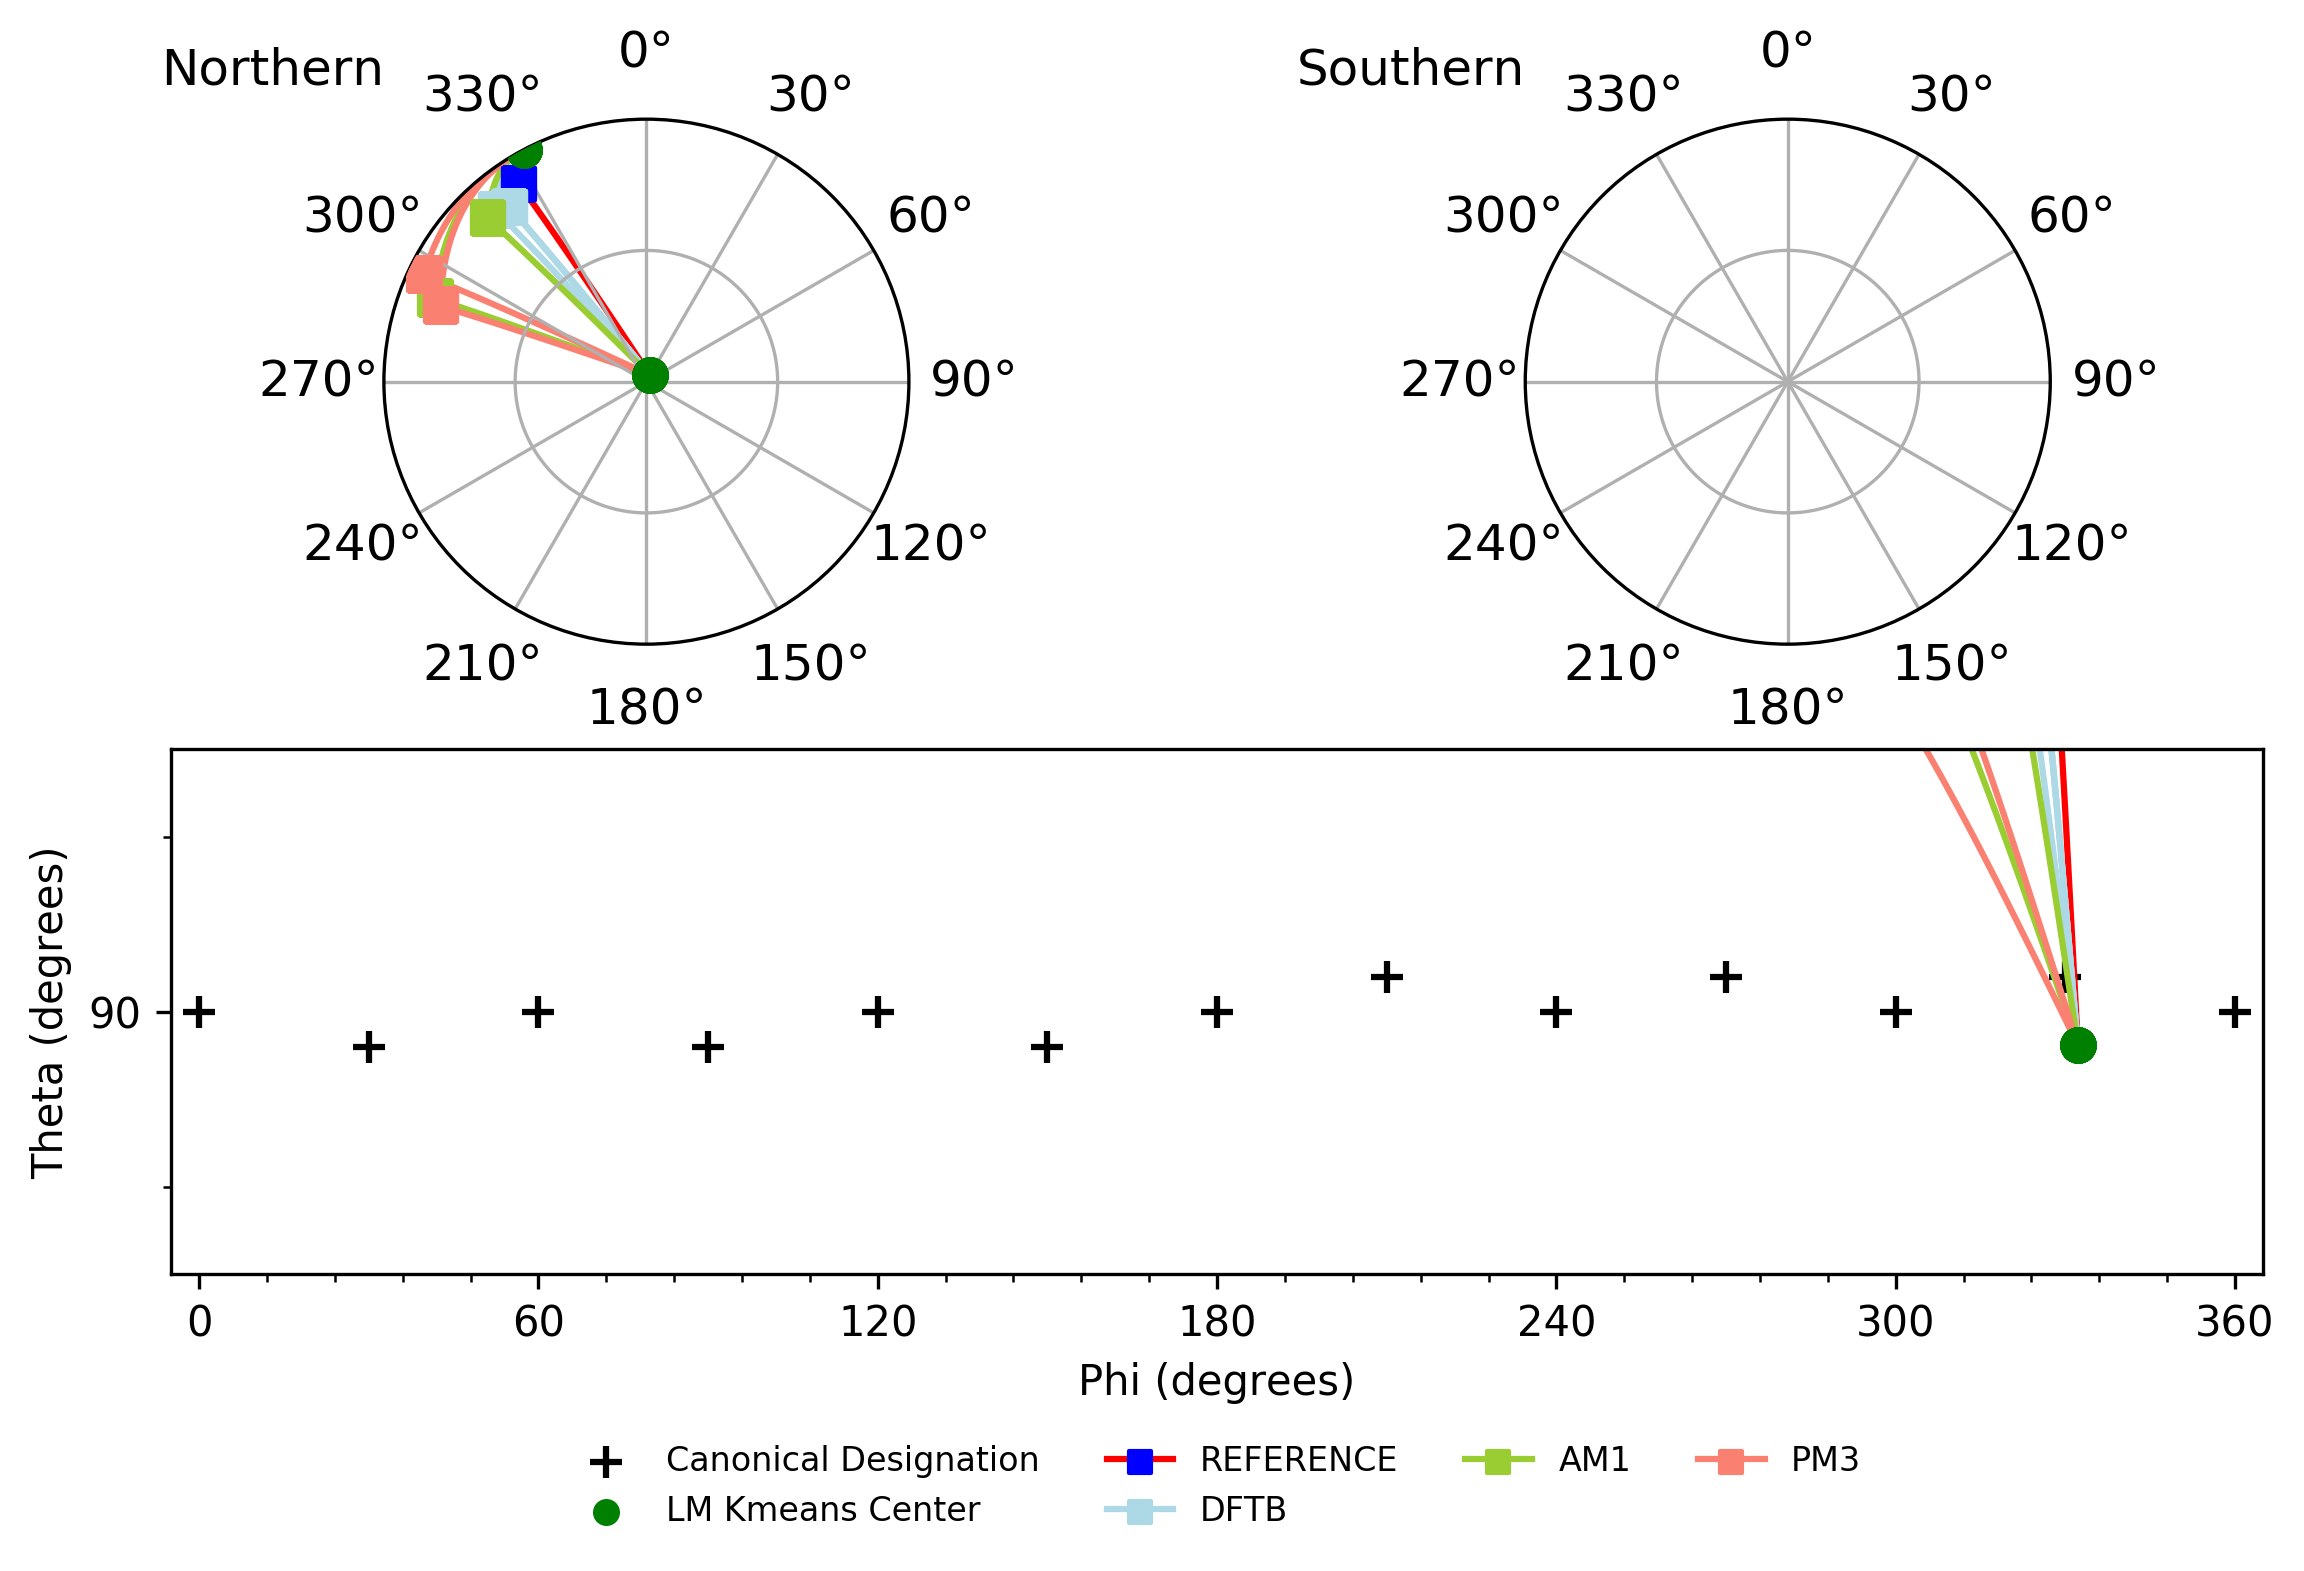 Northern
0°
30°
60°
90°
120°
150°
180°
210°
240°
270°
300°
330°
Southern
0°
30°
60°
90°
120°
150°
180°
210°
240°
270°
300°
330°
Theta (degrees)
90
0 60 120 180 240 300 360
Phi (degrees)
Canonical Designation
LM Kmeans Center
REFERENCE
DFTB
AM1
PM3